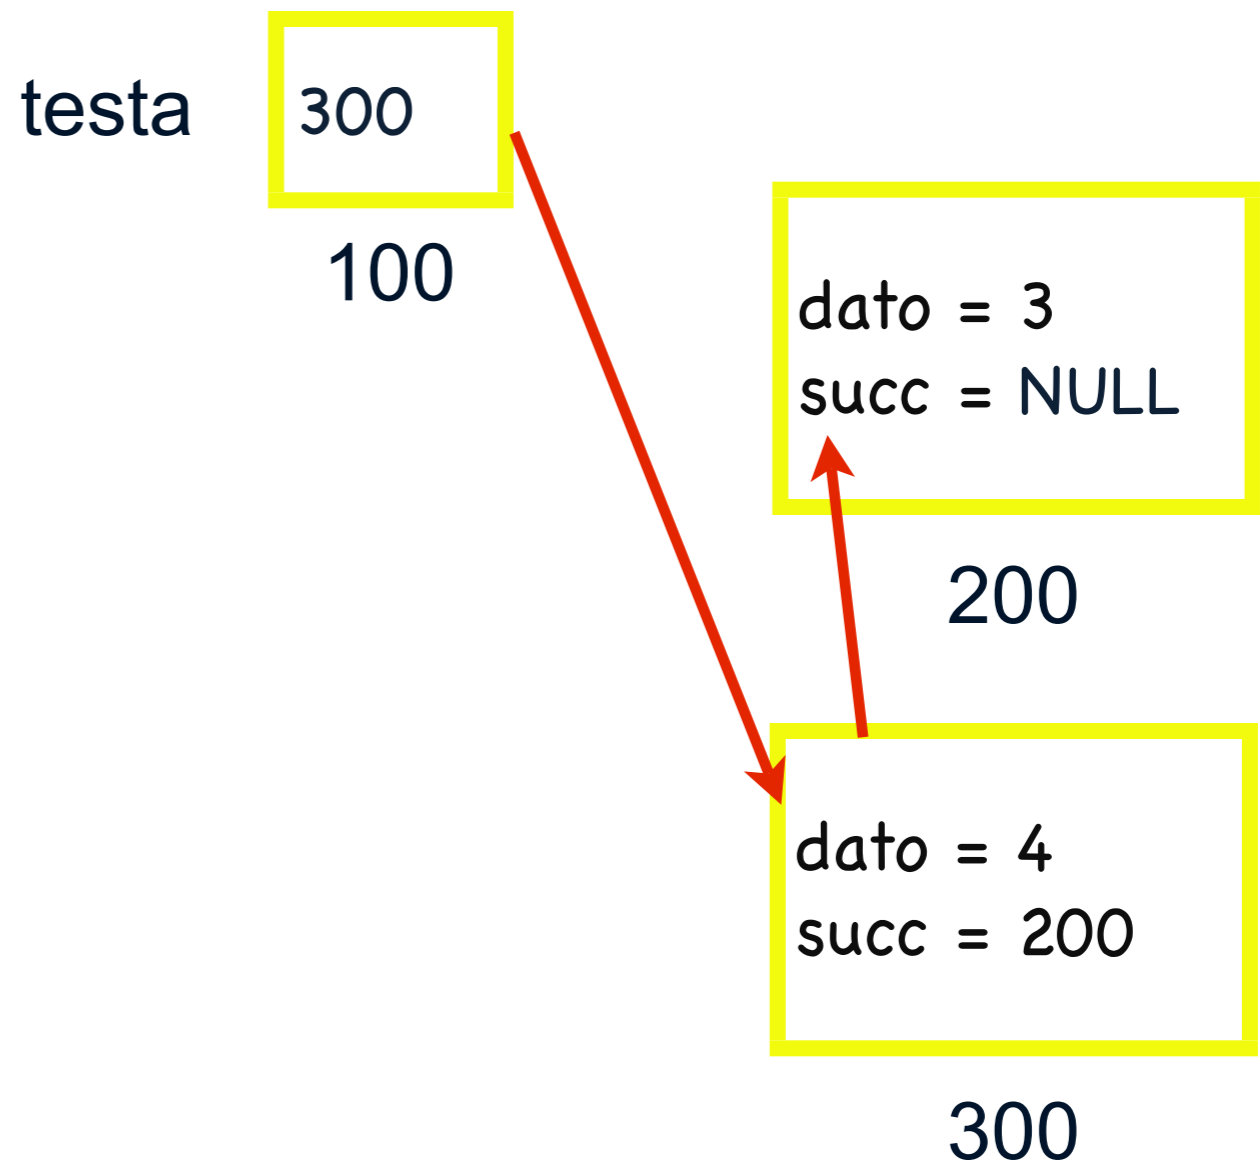 testa
300
100
dato = 3
succ = NULL
200
dato = 4
succ = 200
300